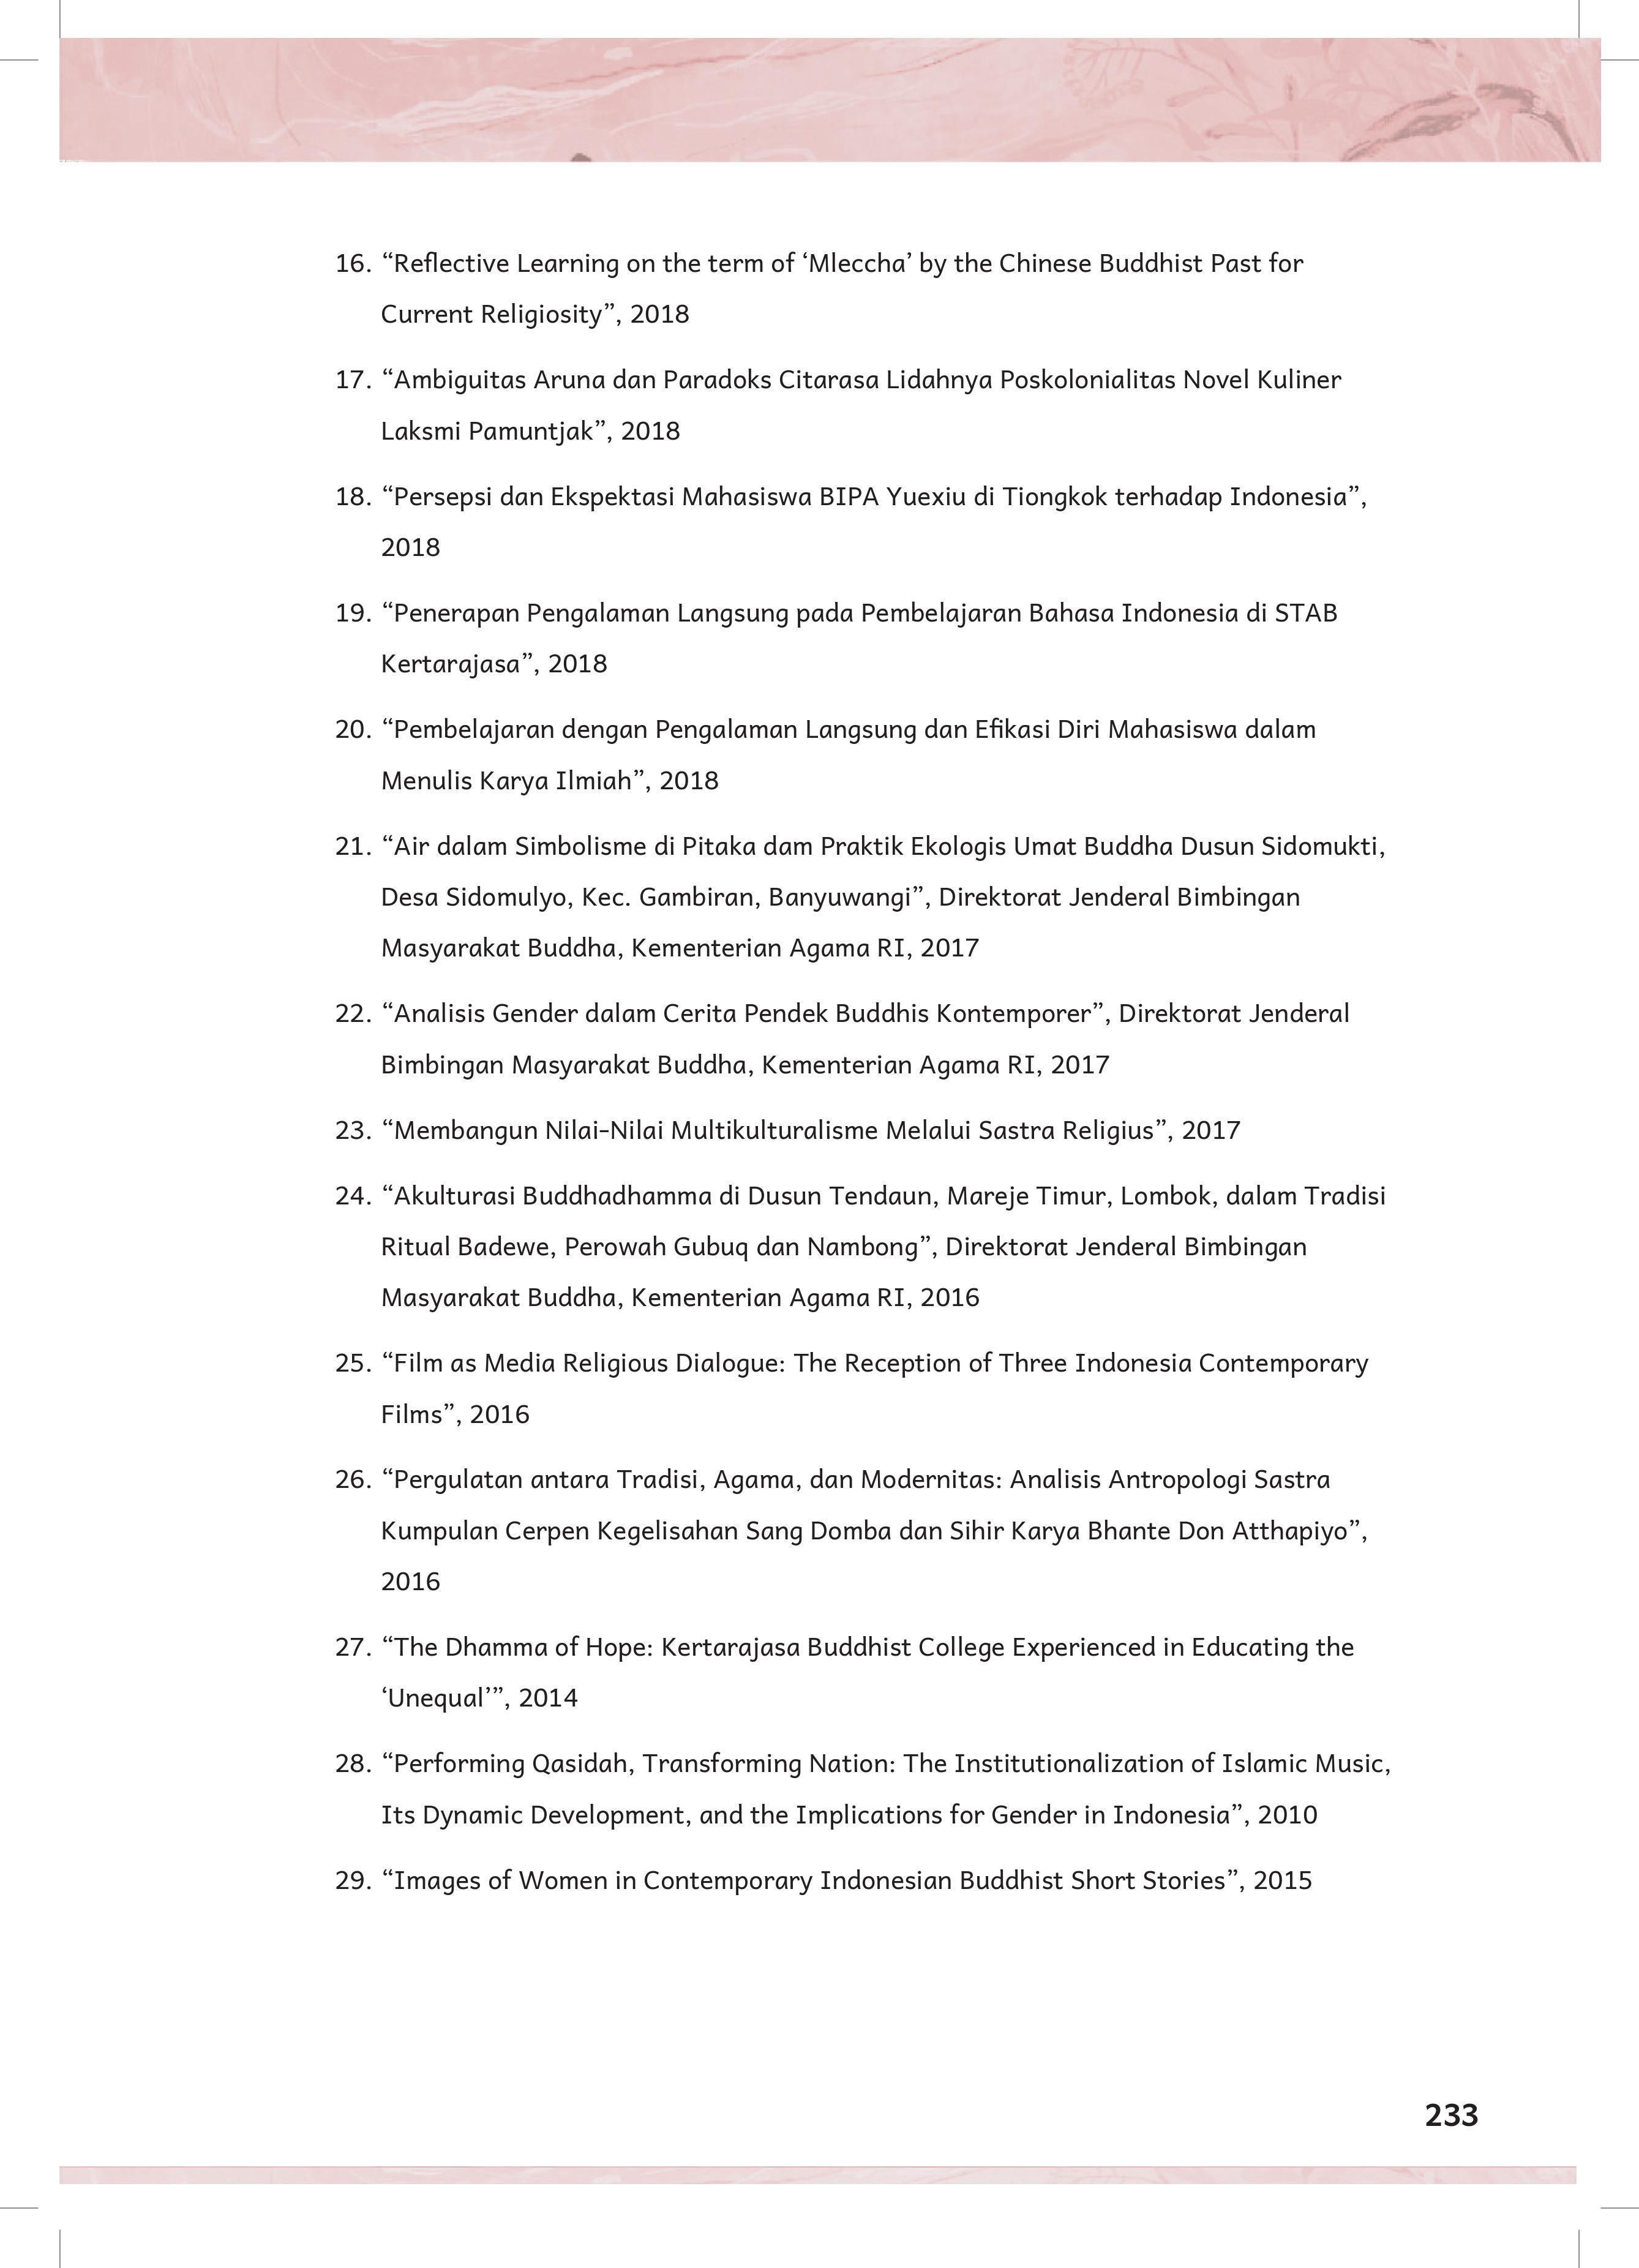 16. “Reflective Learning on the term of ‘Mleccha’ by the Chinese Buddhist Past for
Current Religiosity”, 2018
17. “Ambiguitas Aruna dan Paradoks Citarasa Lidahnya Poskolonialitas Novel Kuliner
Laksmi Pamuntjak”, 2018
18. “Persepsi dan Ekspektasi Mahasiswa BIPA Yuexiu di Tiongkok terhadap Indonesia”,
2018
19. “Penerapan Pengalaman Langsung pada Pembelajaran Bahasa Indonesia di STAB
Kertarajasa”, 2018
20. “Pembelajaran dengan Pengalaman Langsung dan Efikasi Diri Mahasiswa dalam
Menulis Karya Ilmiah”, 2018
21. “Air dalam Simbolisme di Pitaka dam Praktik Ekologis Umat Buddha Dusun Sidomukti,
Desa Sidomulyo, Kec. Gambiran, Banyuwangi”, Direktorat Jenderal Bimbingan
Masyarakat Buddha, Kementerian Agama RI, 2017
22. “Analisis Gender dalam Cerita Pendek Buddhis Kontemporer”, Direktorat Jenderal
Bimbingan Masyarakat Buddha, Kementerian Agama RI, 2017
23. “Membangun Nilai-Nilai Multikulturalisme Melalui Sastra Religius”, 2017
24. “Akulturasi Buddhadhamma di Dusun Tendaun, Mareje Timur, Lombok, dalam Tradisi
Ritual Badewe, Perowah Gubuq dan Nambong”, Direktorat Jenderal Bimbingan
Masyarakat Buddha, Kementerian Agama RI, 2016
25. “Film as Media Religious Dialogue: The Reception of Three Indonesia Contemporary
Films”, 2016
26. “Pergulatan antara Tradisi, Agama, dan Modernitas: Analisis Antropologi Sastra
Kumpulan Cerpen Kegelisahan Sang Domba dan Sihir Karya Bhante Don Atthapiyo”,
2016
27. “The Dhamma of Hope: Kertarajasa Buddhist College Experienced in Educating the
‘Unequal’”, 2014
28. “Performing Qasidah, Transforming Nation: The Institutionalization of Islamic Music,
Its Dynamic Development, and the Implications for Gender in Indonesia”, 2010
29. “Images of Women in Contemporary Indonesian Buddhist Short Stories”, 2015
233